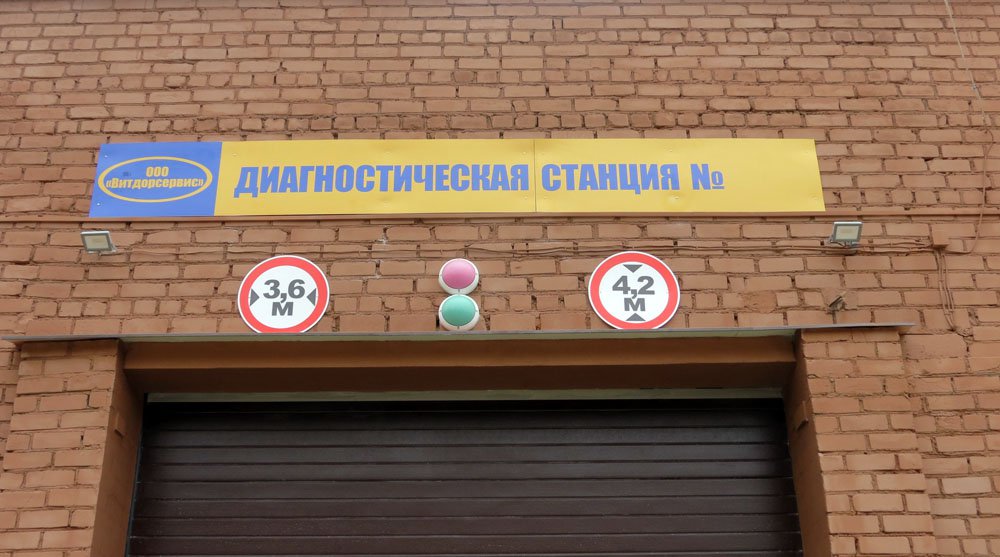 ООО
«Витдорсервис»
ДИАГНОСТИЧЕСКАЯ СТАНЦИЯ №
3,6
М
4,2
М